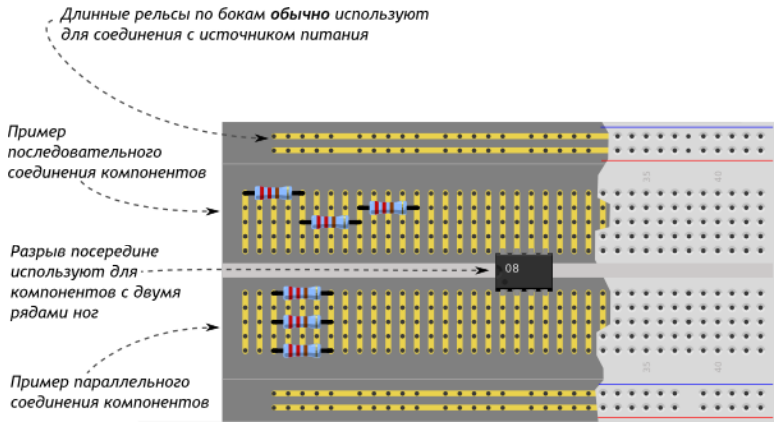 Длинные рельсы по бокам обычно используют
для соединения с источником питания
Пример
последовательного
соединения компонентов
Разрыв посередине
используют для
компонентов с двумя
рядами ног
Пример параллельного
соединения компонентов
08
35
40
35
40